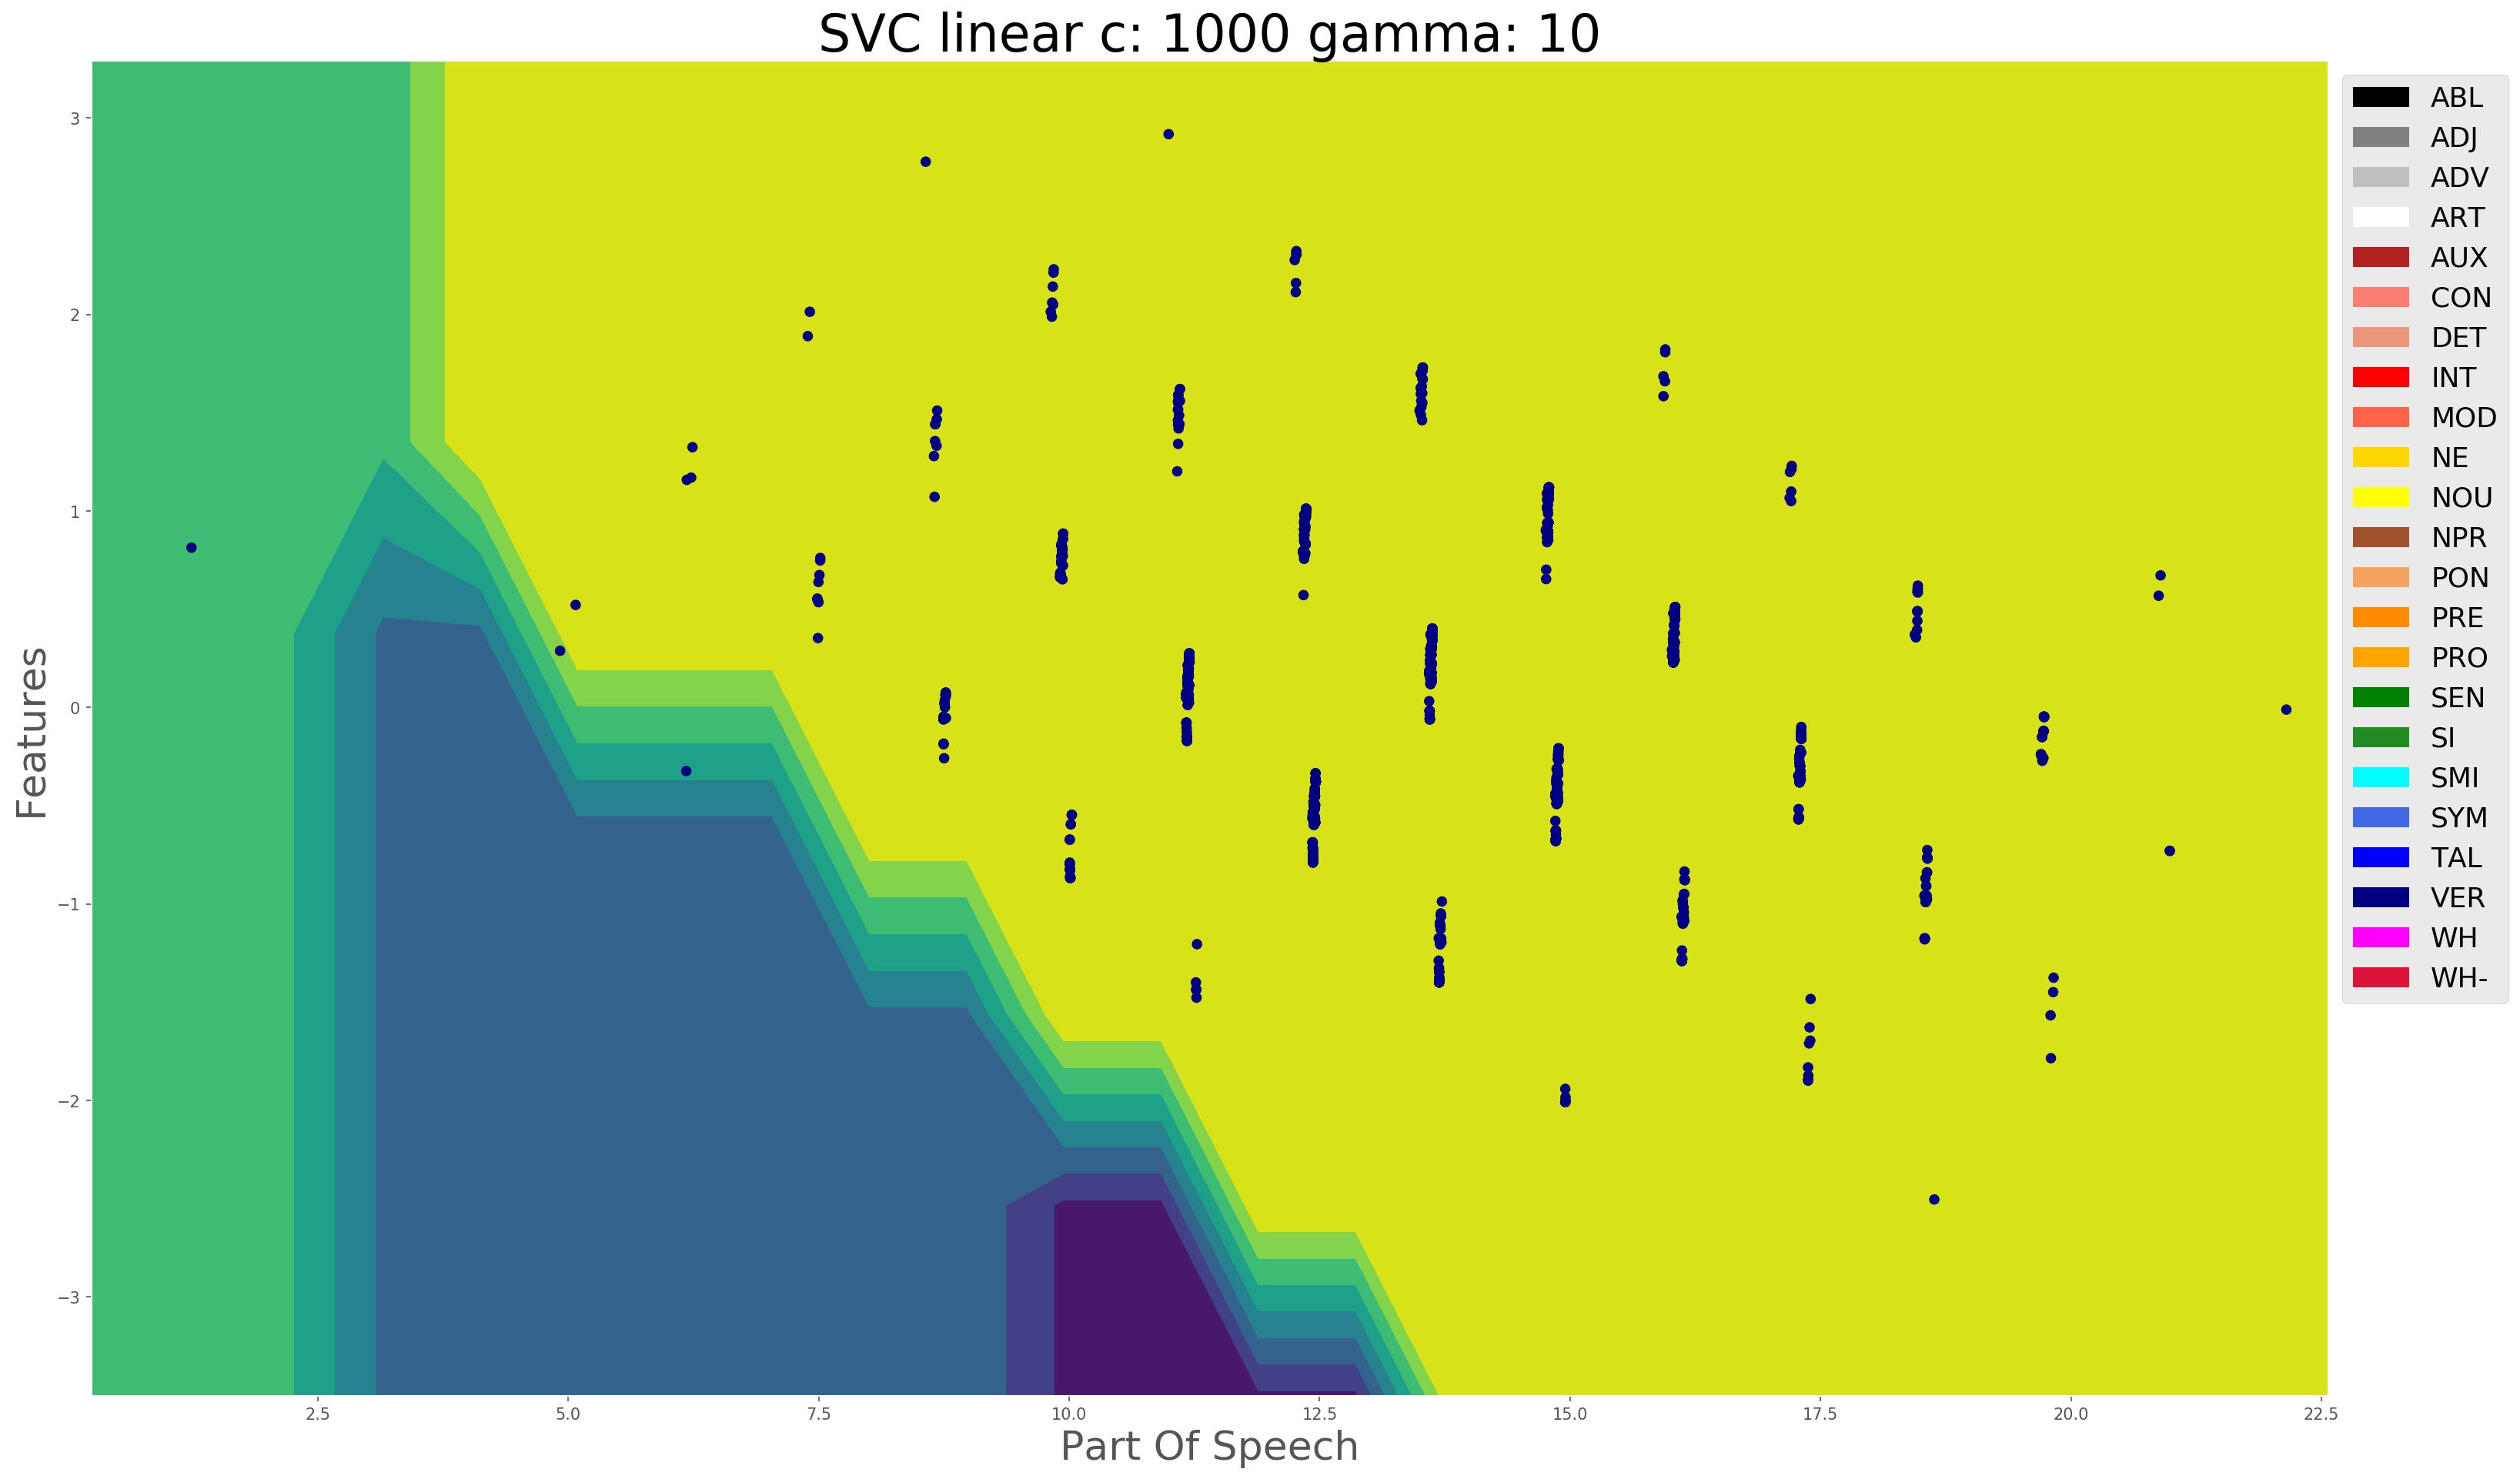 SVC linear c: 1000 gamma: 10
3
2
1
0
−1
−2
−3
Features
2.5 5.0 7.5 10.0 12.5 15.0 17.5 20.0 22.5
Part Of Speech
ABL
ADJ
ADV
ART
AUX
CON
DET
INT
MOD
NE
NOU
NPR
PON
PRE
PRO
SEN
SI
SMI
SYM
TAL
VER
WH
WH-